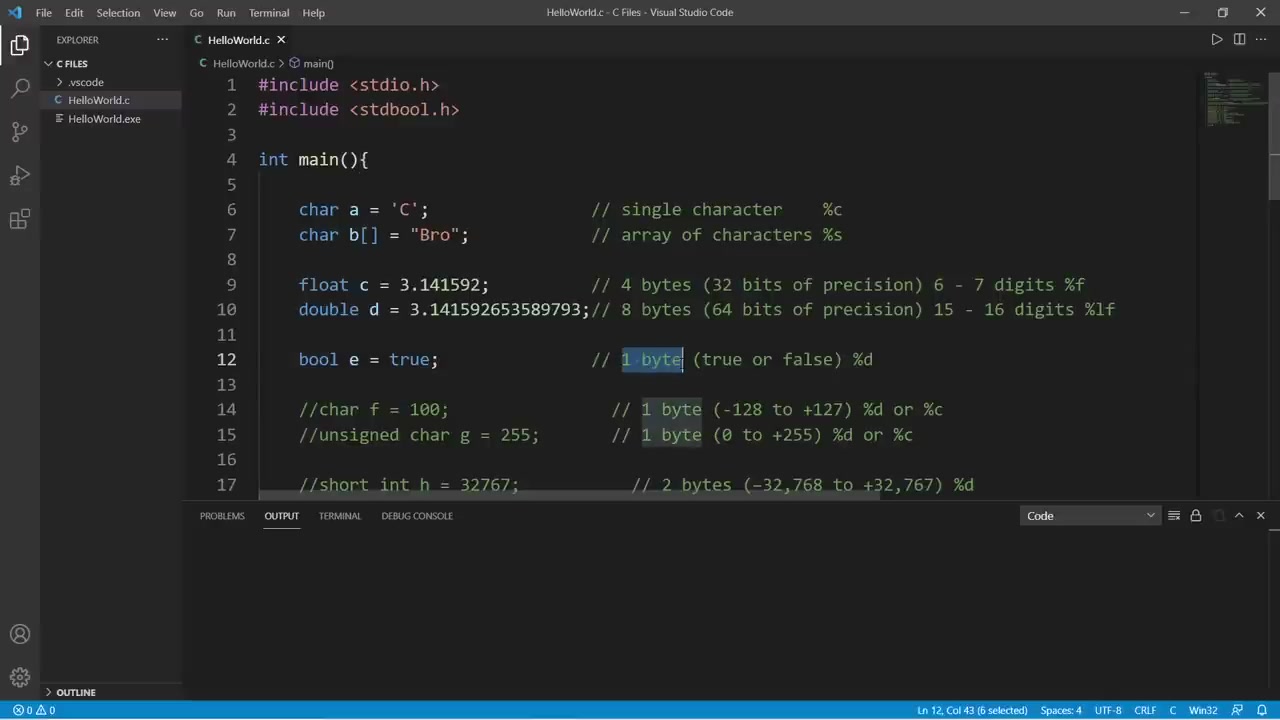 File Edit Selection View Go Run Terminal Help
HelloWorld.c - C Files - Visual Studio Code
EXPLORER
C FILES
.vscode
HelloWorld.c
HelloWorld.exe
OUTLINE
HelloWorld.c
HelloWorld.c > main()
1 #include <stdio.h>
2 #include <stdbool.h>
3
4 int main(){
5
6 char a = 'C'; // single character %c
7 char b[] = "Bro"; // array of characters %s
8
9 float c = 3.141592; // 4 bytes (32 bits of precision) 6 - 7 digits %f
10 double d = 3.141592653589793;// 8 bytes (64 bits of precision) 15 - 16 digits %lf
11
12 bool e = true; // 1 byte (true or false) %d
13
14 //char f = 100; // 1 byte (-128 to +127) %d or %c
15 //unsigned char g = 255; // 1 byte (0 to +255) %d or %c
16
17 //short int h = 32767; // 2 bytes (−32,768 to +32,767) %d
PROBLEMS OUTPUT TERMINAL DEBUG CONSOLE
Code
0 0
Ln 12, Col 43 (6 selected) Spaces: 4 UTF-8 CRLF C Win32